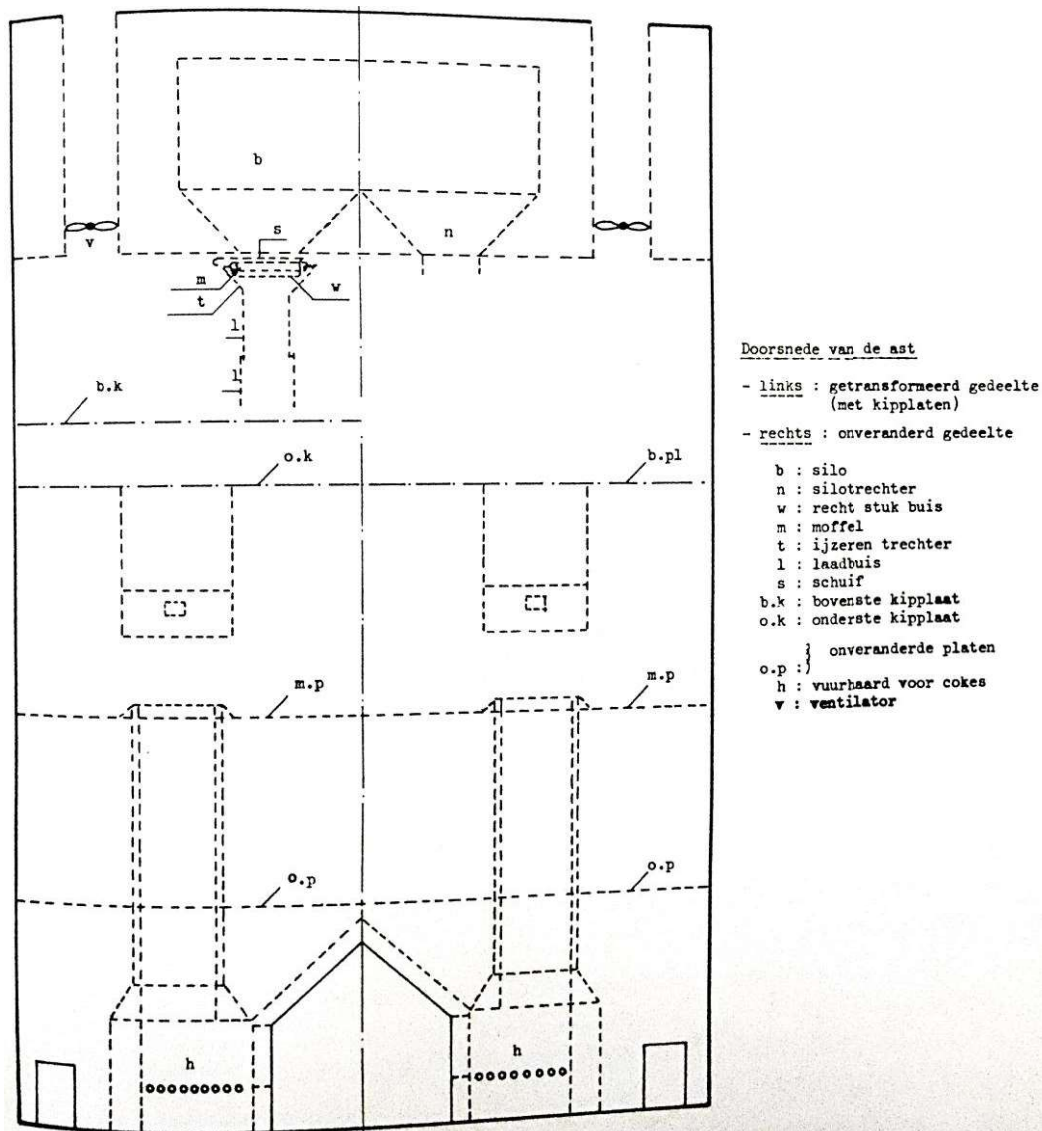 b
n
s
v
m
t
w
l
l
b.k
o.k
b.pl
m.p
m.p
o.p
o.p
h
h
Doorsnede van de ast
- links : getransformeerd gedeelte
(met kipplaten)
- rechts : onveranderd gedeelte
b : silo
n : silotrechter
w : recht stuk buis
m : moffel
t : ijzeren trechter
l : laadbuis
s : schuif
b.k : bovenste kipplaat
o.k : onderste kipplaat
} onveranderde platen
o.p :)
h : vuurhaard voor cokes
v : ventilator